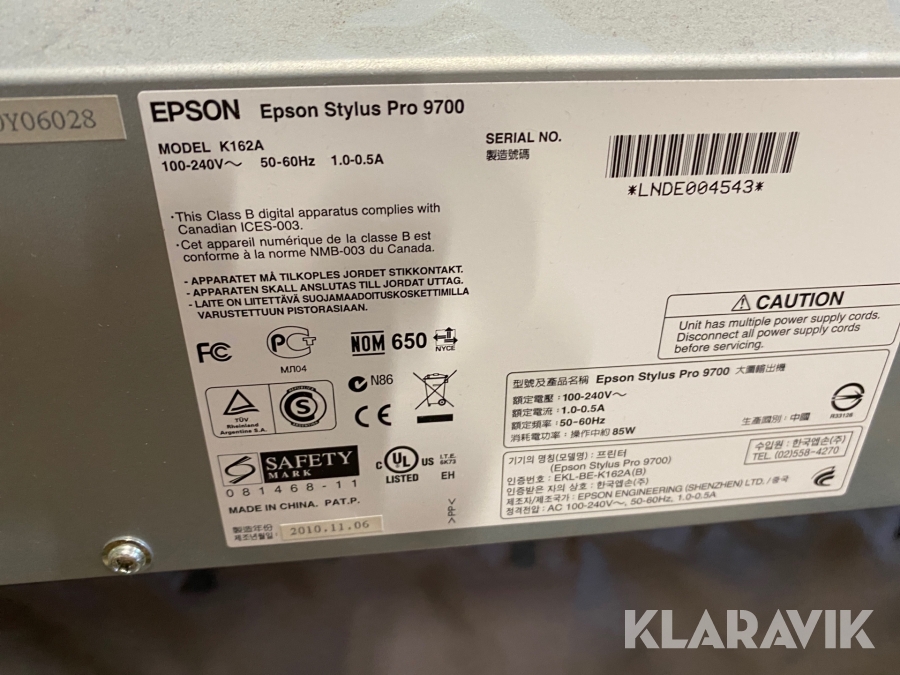 0Y06028
EPSON Epson Stylus Pro 9700
MODEL K162A
100-240V～ 50-60Hz 1.0-0.5A
SERIAL NO.
製造號碼
*LNDE004543*
·This Class B digital apparatus complies with
Canadian ICES-003.
·Cet appareil numérique de la classe B est
conforme à la norme NMB-003 du Canada.
- APPARATET MÅ TILKOPLES JORDET STIKKONTAKT.
- APPARATEN SKALL ANSLUTAS TILL JORDAT UTTAG.
- LAITE ON LIITETTÄVÄ SUOJAMAADOITUSKOSKETTIMILLA
VARUSTETTUUN PISTORASIAAN.
CAUTION
Unit has multiple power supply cords.
Disconnect all power supply cords
before servicing.
FC
МЛ04
NOM 650
NYCE
N86
TÜV
Rheinland
Argentina S.A.
S
CE
型號及產品名稱 Epson Stylus Pro 9700 大圖輸出機
額定電壓：100-240V～
額定電流：1.0-0.5A
額定頻率：50-60Hz
消耗電功率：操作中約 85W
生產國別：中國
R33126
SAFETY
MARK
081468-11
C UL US
LISTED
I.T.E.
6K73
EH
기기의 명칭(모델명) : 프린터
(Epson Stylus Pro 9700)
인증번호 : EKL-BE-K162A(B)
인증받은 자의 상호 : 한국엡손(주)
제조자/제조국가 : EPSON ENGINEERING (SHENZHEN) LTD. /중국
정격전압 : AC 100-240V～, 50-60Hz, 1.0-0.5A
수입원 : 한국엡손(주)
TEL. (02)558-4270
MADE IN CHINA. PAT.P.
>PP<
製造年份
제조년월일 :
2010.11.06
KLARAVIK